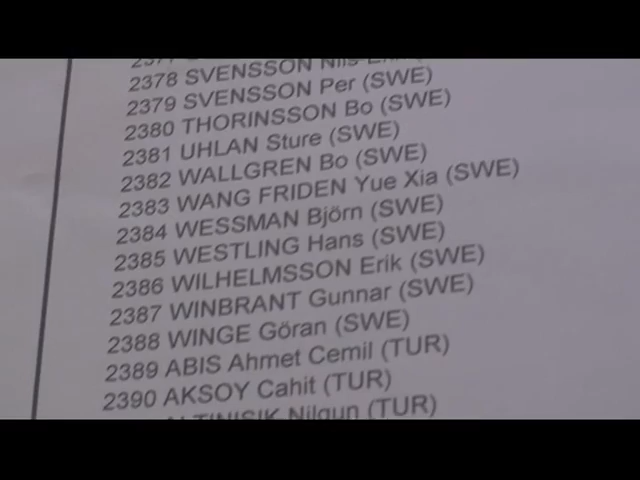 2378 SVENSSON Nils
2379 SVENSSON Per (SWE)
2380 THORINSSON Bo (SWE)
2381 UHLAN Sture (SWE)
2382 WALLGREN Bo (SWE)
2383 WANG FRIDEN Yue Xia (SWE)
2384 WESSMAN Björn (SWE)
2385 WESTLING Hans (SWE)
2386 WILHELMSSON Erik (SWE)
2387 WINBRANT Gunnar (SWE)
2388 WINGE Göran (SWE)
2389 ABIS Ahmet Cemil (TUR)
2390 AKSOY Cahit (TUR)
Nilgun (TUR)